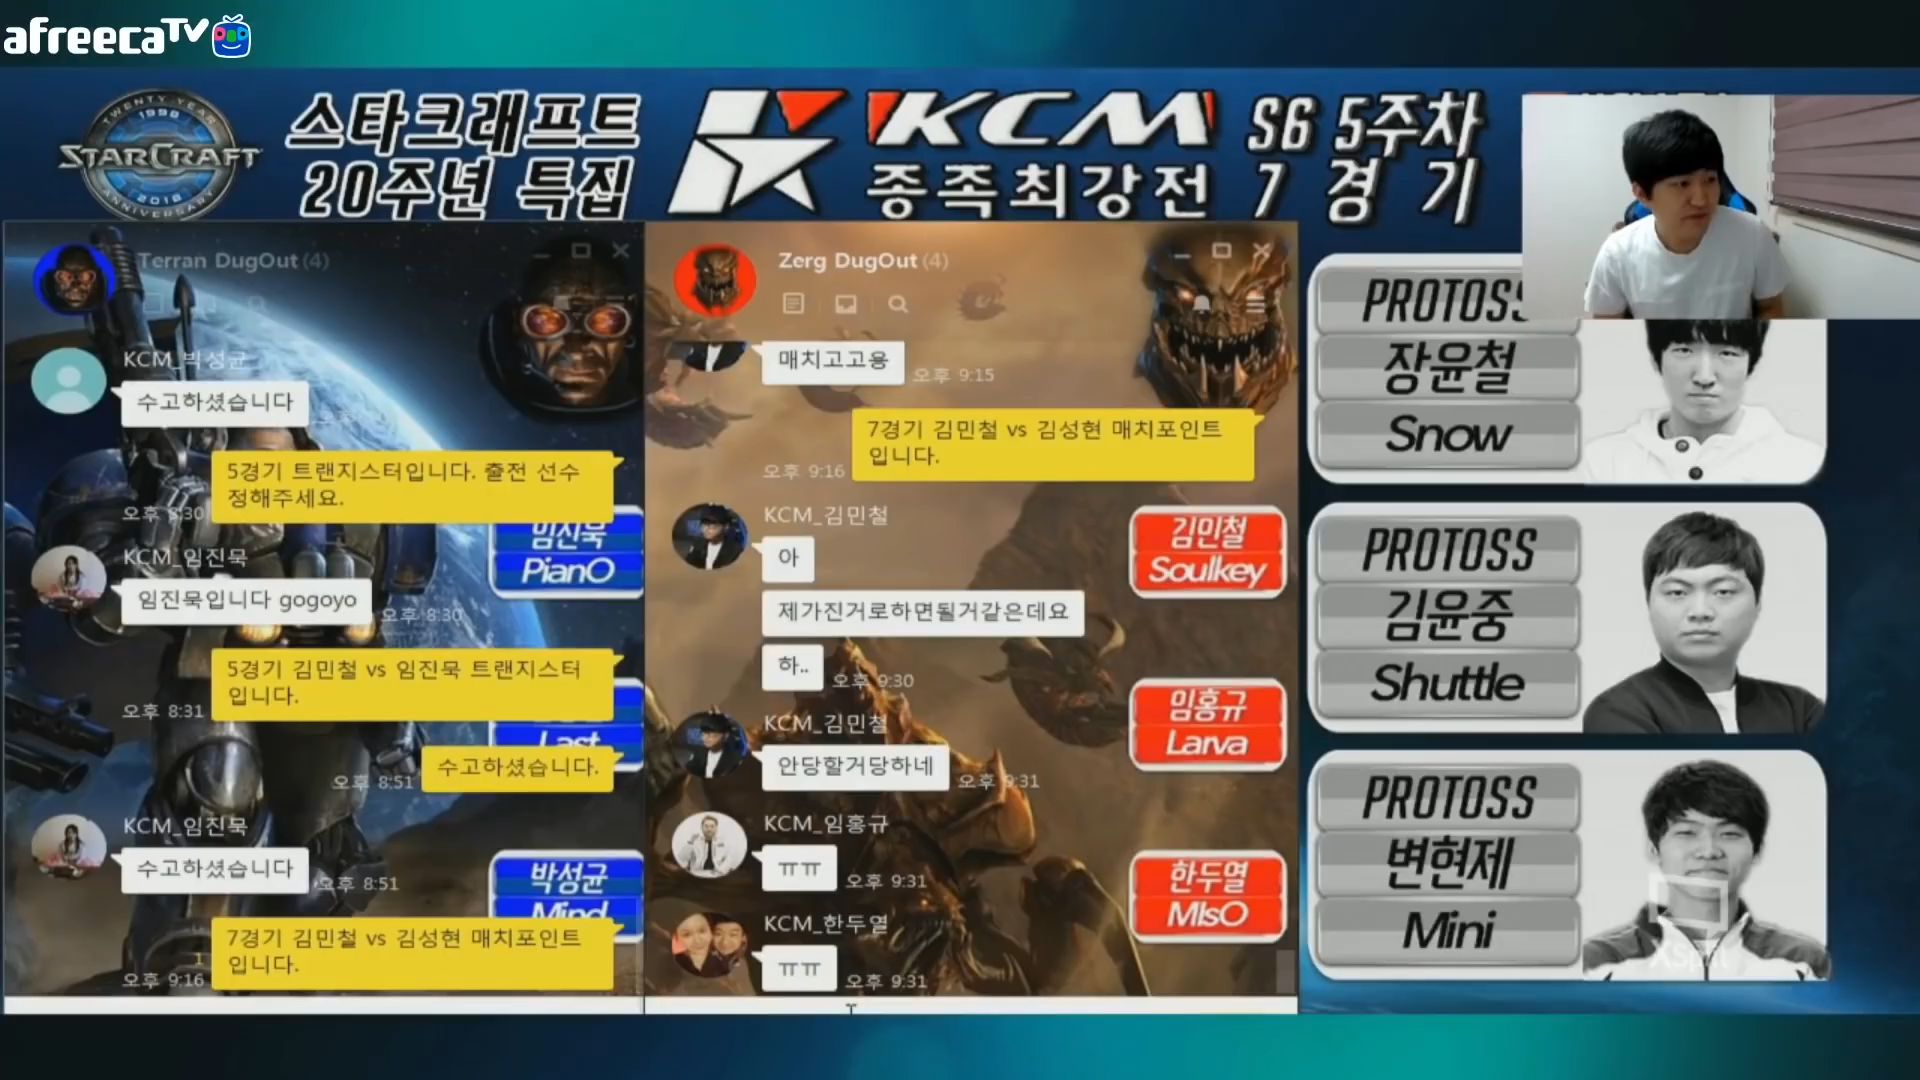 afreecaTV
TWENTY YEAR
1998
STARCRAFT
2018
ANNIVERSARY
스타크래프트
20주년 특집
KCM
종족최강전
S6 5주차
7 경 기
Terran DugOut (4)
KCM_박성균
수고하셨습니다
5경기 트랜지스터입니다. 출전 선수
정해주세요.
오후 8:30
KCM_임진묵
임진묵입니다 gogoyo
오후 8:30
5경기 김민철 vs 임진묵 트랜지스터
입니다.
오후 8:31
수고하셨습니다.
오후 8:51
KCM_임진묵
수고하셨습니다
오후 8:51
7경기 김민철 vs 김성현 매치포인트
입니다.
1
오후 9:16
임진묵
PianO
Last
박성균
Mind
Zerg DugOut (4)
매치고고용
오후 9:15
7경기 김민철 vs 김성현 매치포인트
입니다.
오후 9:16
KCM_김민철
아
제가진거로하면될거같은데요
하..
오후 9:30
KCM_김민철
안당할거당하네
오후 9:31
KCM_임홍규
ㅠㅠ
오후 9:31
KCM_한두열
ㅠㅠ
오후 9:31
김민철
Soulkey
임홍규
Larva
한두열
MIsO
PROTOSS
장윤철
Snow
PROTOSS
김윤중
Shuttle
PROTOSS
변현제
Mini
XSplit